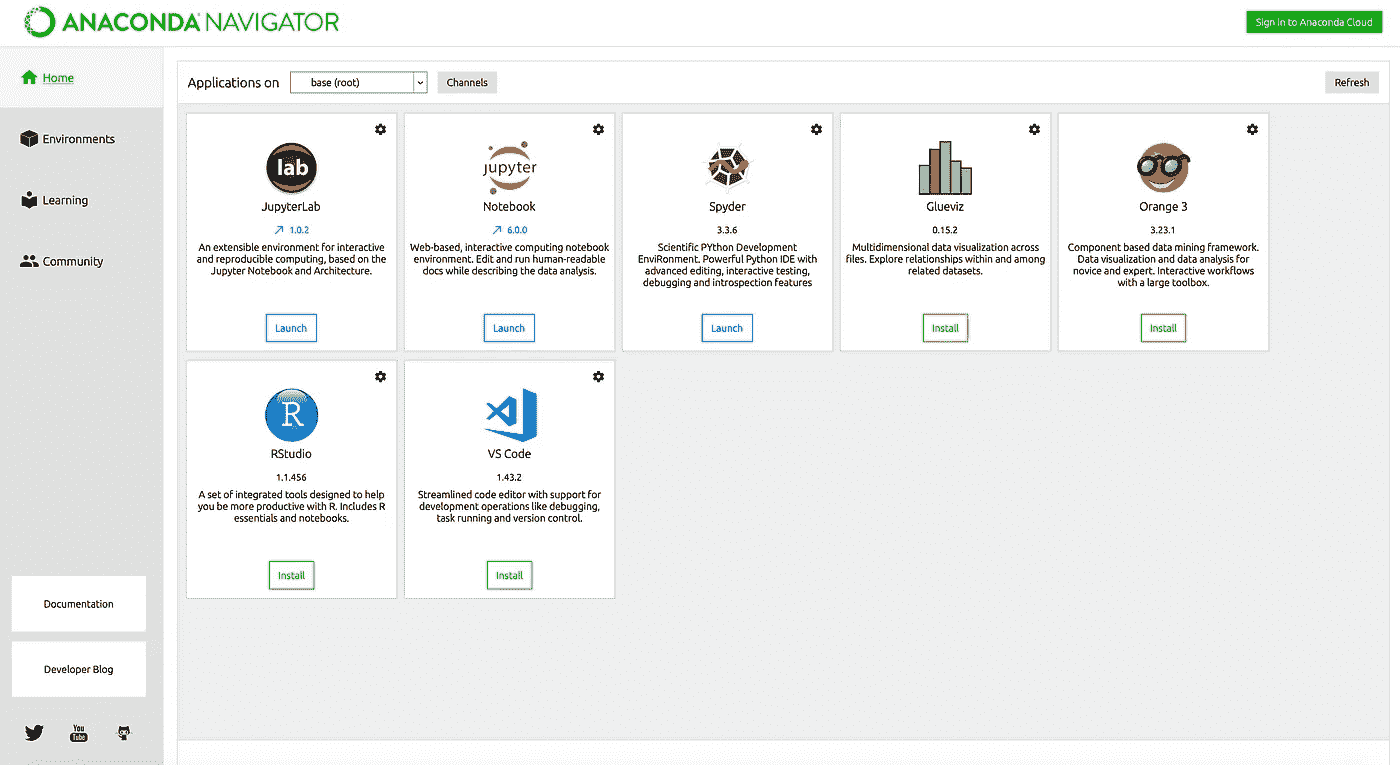 ANACONDA NAVIGATOR
Sign in to Anaconda Cloud
Home
Environments
Learning
Community
Documentation
Developer Blog
You
Tube
Applications on
base (root)
Channels
Refresh
lab
JupyterLab
1.0.2
An extensible environment for interactive
and reproducible computing, based on the
Jupyter Notebook and Architecture.
Launch
jupyter
Notebook
6.0.0
Web-based, interactive computing notebook
environment. Edit and run human-readable
docs while describing the data analysis.
Launch
Spyder
3.3.6
Scientific PYthon Development
EnviRonment. Powerful Python IDE with
advanced editing, interactive testing,
debugging and introspection features
Launch
Glueviz
0.15.2
Multidimensional data visualization across
files. Explore relationships within and among
related datasets.
Install
Orange 3
3.23.1
Component based data mining framework.
Data visualization and data analysis for
novice and expert. Interactive workflows
with a large toolbox.
Install
R
RStudio
1.1.456
A set of integrated tools designed to help
you be more productive with R. Includes R
essentials and notebooks.
Install
VS Code
1.43.2
Streamlined code editor with support for
development operations like debugging,
task running and version control.
Install